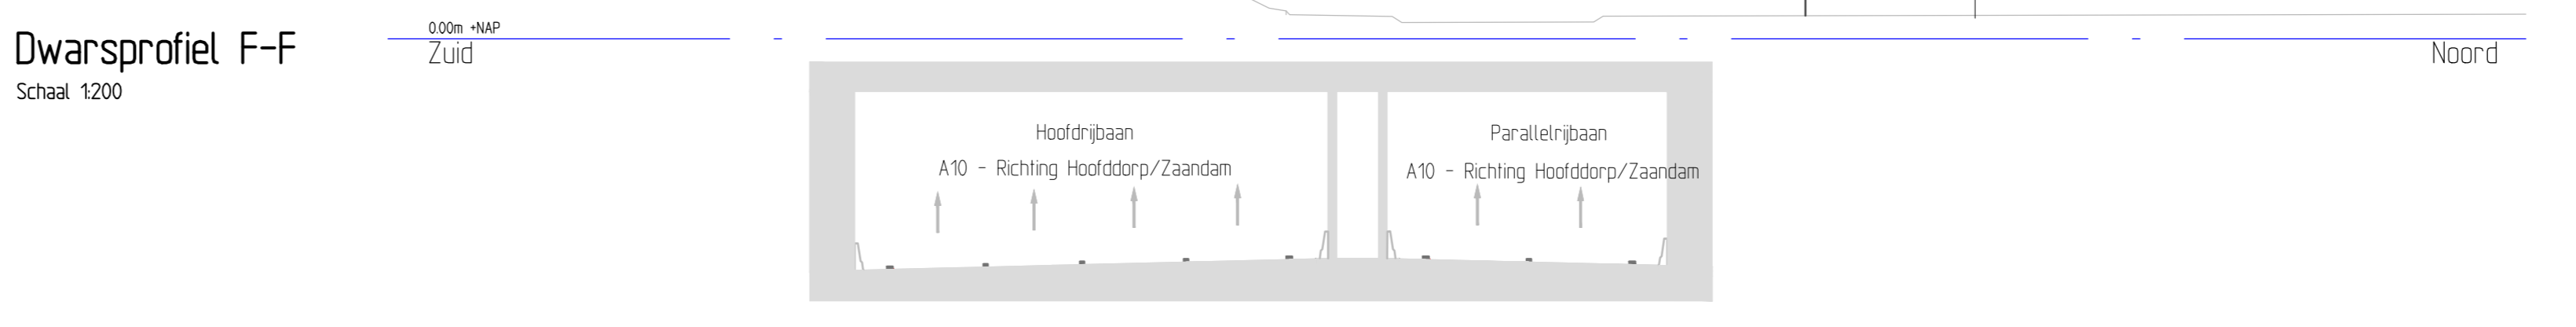 Dwarsprofiel F-F
Schaal 1:200
0.00m +NAP
Zuid
Noord
Hoofdrijbaan
A10 - Richting Hoofddorp/Zaandam
Parallelrijbaan
A10 - Richting Hoofddorp/Zaandam